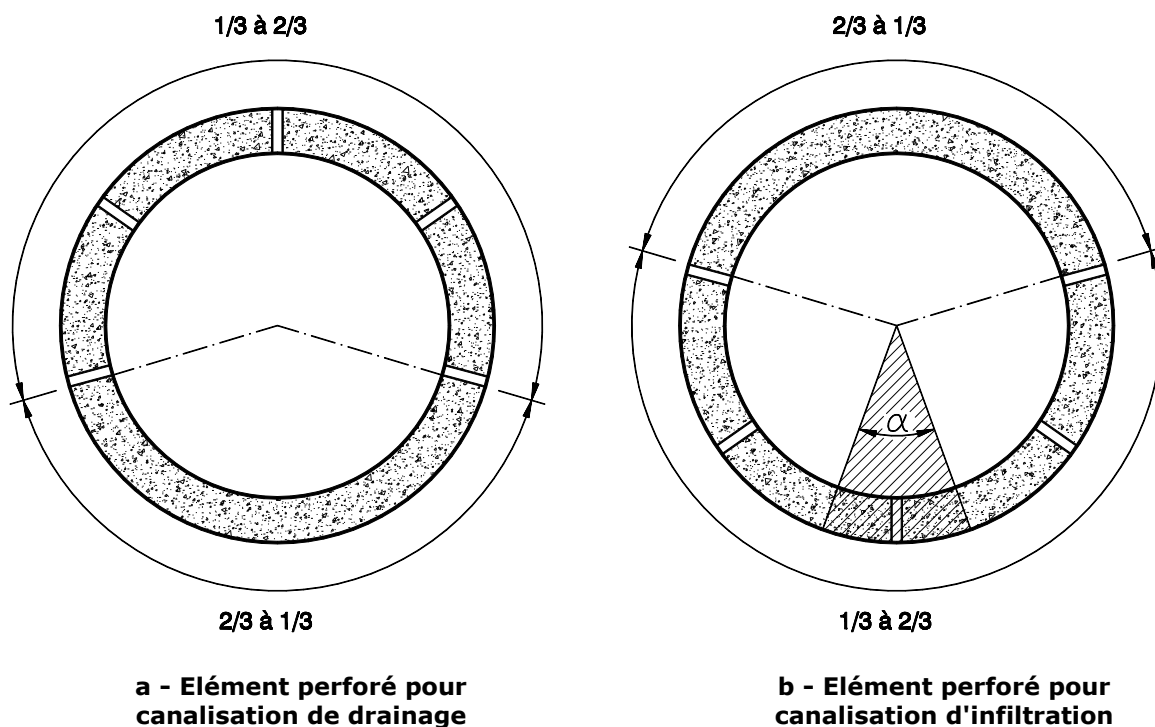 1/3 à 2/3
2/3 à 1/3
α
2/3 à 1/3
1/3 à 2/3
a - Elément perforé pour
canalisation de drainage
b - Elément perforé pour
canalisation d'infiltration